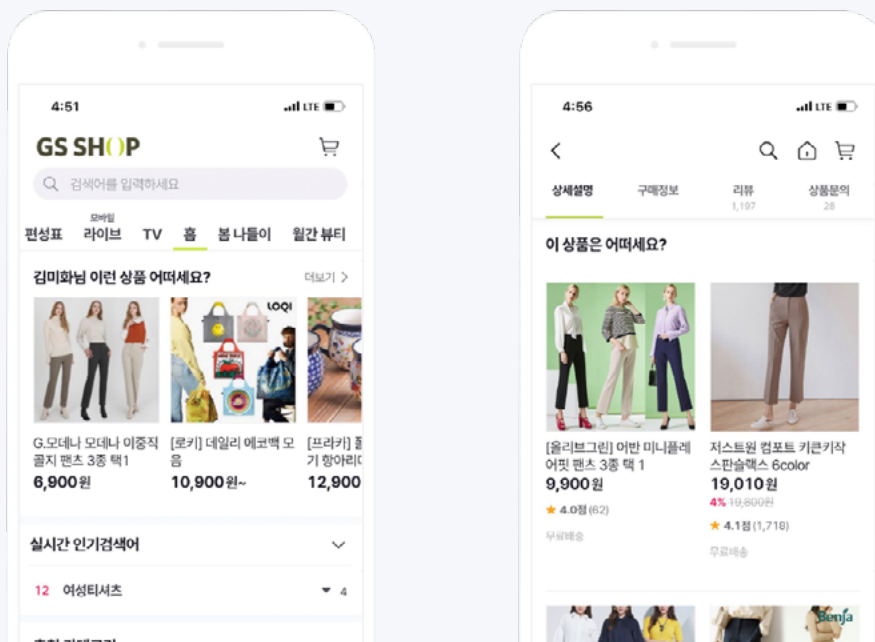 4:51
LTE
GS SHOP
검색어를 입력하세요
편성표
모바일
라이브
TV
홈
봄 나들이
월간 뷰티
김미화님 이런 상품 어떠세요?
더보기
LOQI
G.모데나 모데나 이중직
골지 팬츠 3종 택1
6,900원
[로키] 데일리 에코백 모
음
10,900원~
[프라카]
기 항아리
12,900
실시간 인기검색어
12 여성티셔츠
4
4:56
LTE
상세설명
구매정보
리뷰
1,197
상품문의
28
이 상품은 어떠세요?
[올리브그린] 어반 미니플레
어핏 팬츠 3종 택 1
9,900원
4.0점 (62)
무료배송
저스트원 컴포트 키큰키작
스판슬랙스 6color
19,010원
4% 19,800원
4.1점 (1,718)
무료배송
Benja